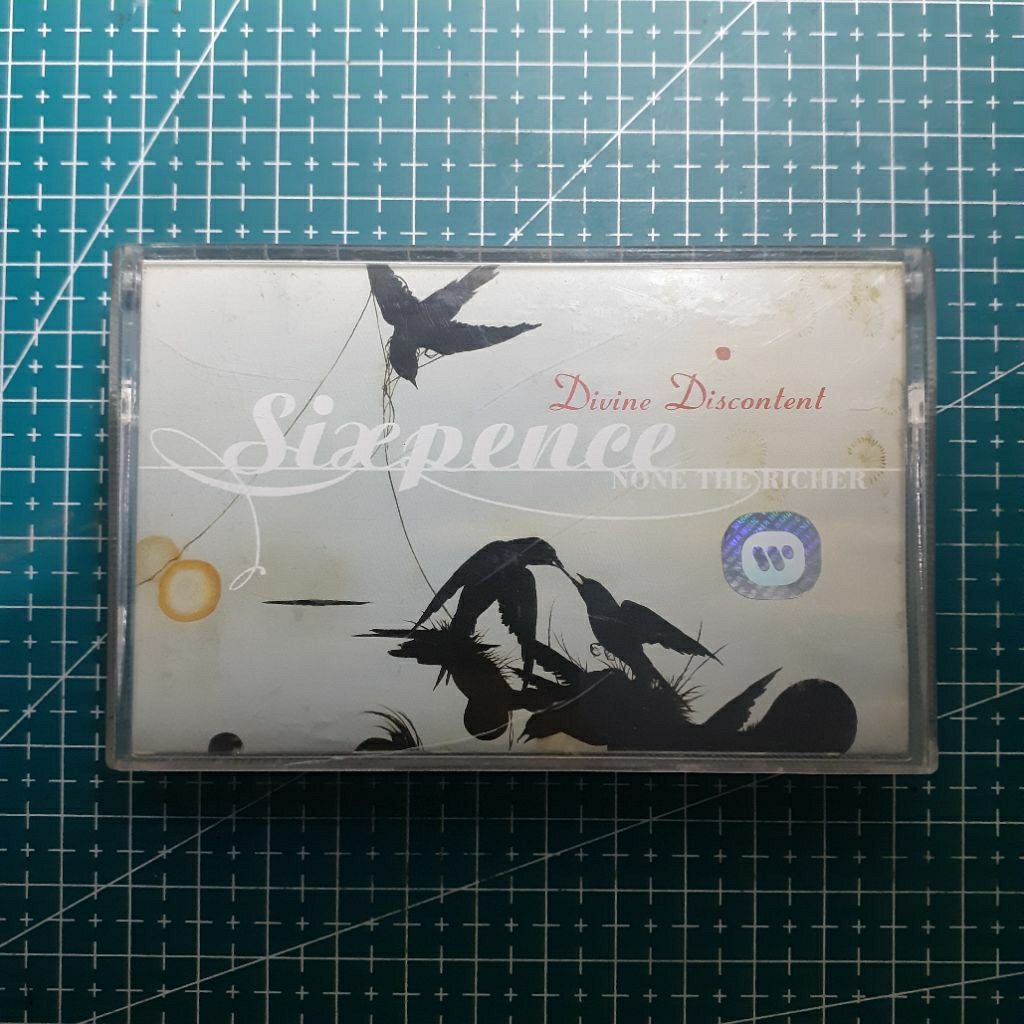 Divine Discontent
Sixpence
NONE THE RICHER